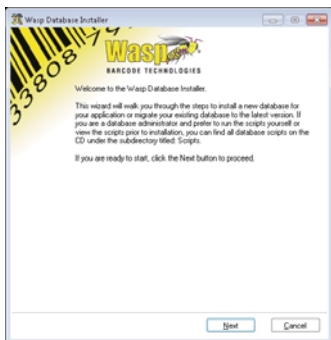 Wasp Database Installer
33808
Wasp
BARCODE TECHNOLOGIES
Welcome to the Wasp Database Installer.
This wizard will walk you through the steps to install a new database for
your application or migrate your existing database to the latest version. If
you are a database administrator and prefer to run the scripts yourself or
view the scripts prior to installation, you can find all database scripts on the
CD under the subdirectory titled: Scripts.
If you are ready to start, click the Next button to proceed.
Next
Cancel